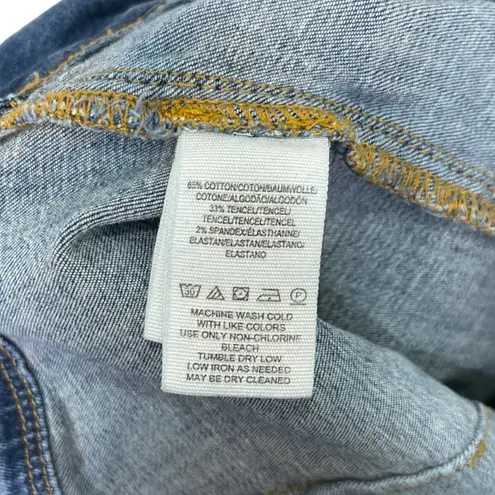 65% COTTON/COTON/BAUMWOLLE
COTONE/ALGODÃO/ALGODÓN
33% TENCEL/TENCEL/
TENCEL/TENCEL/TENCEL
2% SPANDEX/ÉLASTHANNE/
ELASTAN/ELASTAN/ELASTANO/
ELASTANO
30 P
MACHINE WASH COLD
WITH LIKE COLORS
USE ONLY NON-CHLORINE
BLEACH
TUMBLE DRY LOW
LOW IRON AS NEEDED
MAY BE DRY CLEANED